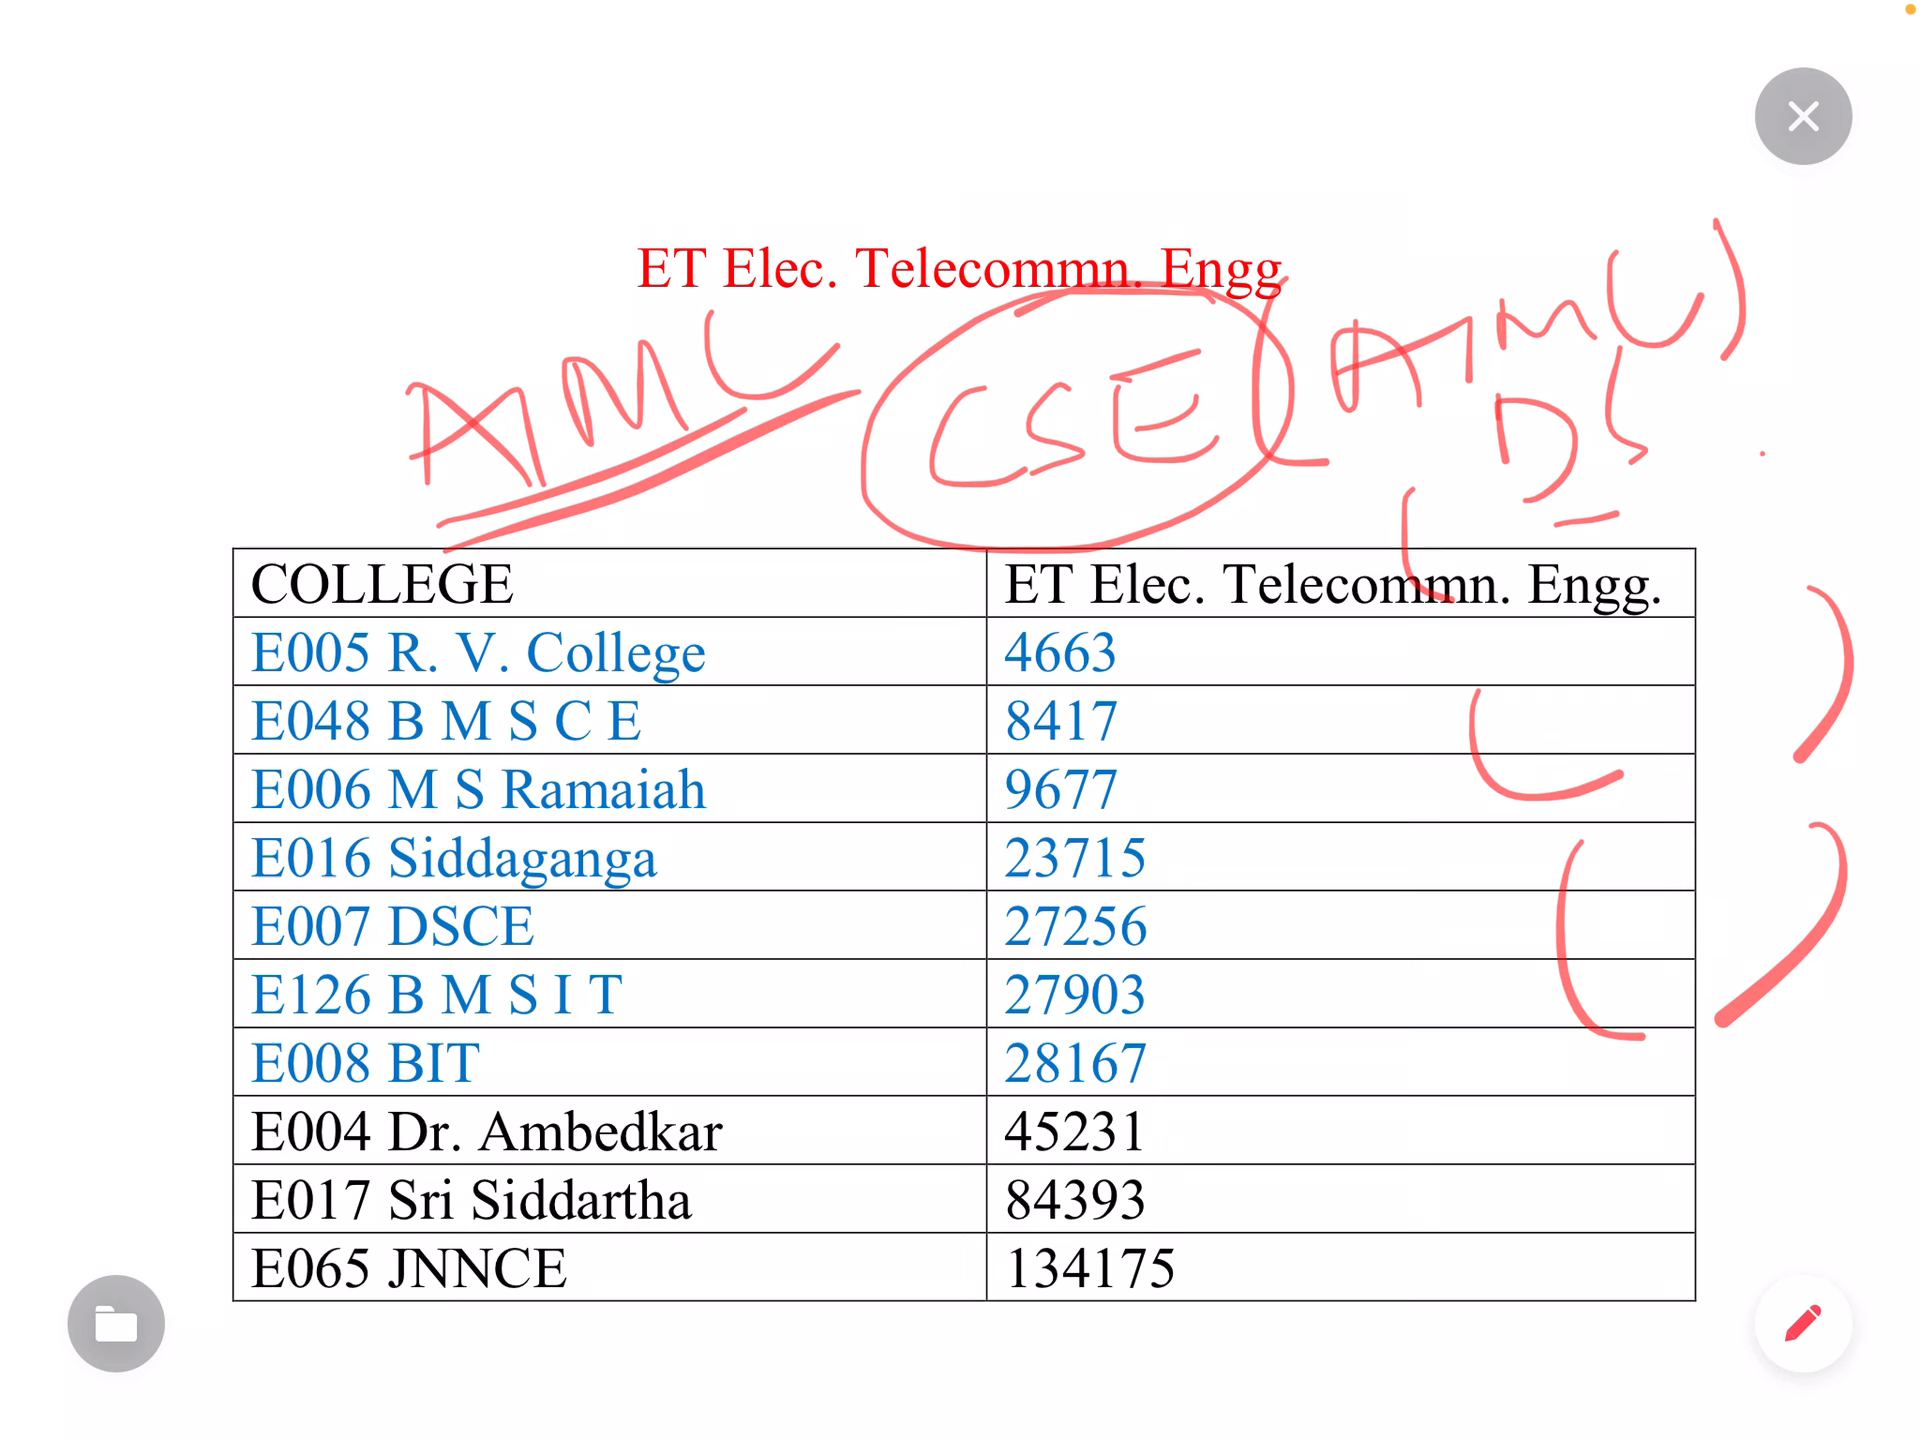 ET Elec. Telecommn. Engg
AIML CSE (AIML)
DS
COLLEGE ET Elec. Telecommn. Engg.
E005 R. V. College 4663
E048 B M S C E 8417
E006 M S Ramaiah 9677
E016 Siddaganga 23715
E007 DSCE 27256
E126 B M S I T 27903
E008 BIT 28167
E004 Dr. Ambedkar 45231
E017 Sri Siddartha 84393
E065 JNNCE 134175